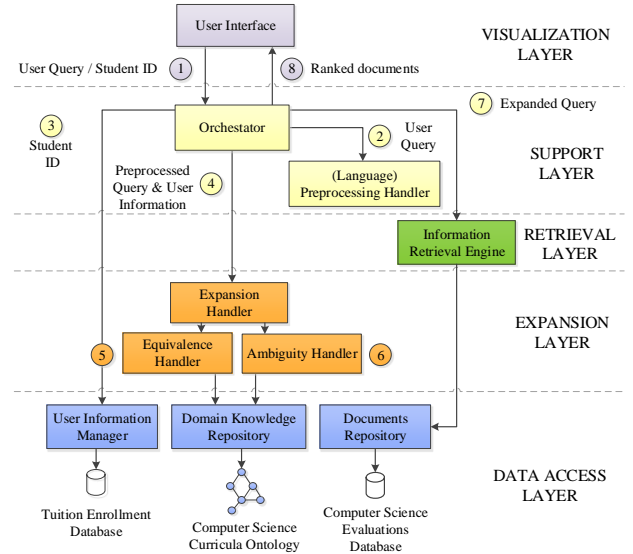 User Interface
VISUALIZATION
LAYER
User Query / Student ID
1
8
Ranked documents
7
Expanded Query
3
Student
ID
Orchestator
2
User
Query
Preprocessed
Query & User
Information
4
(Language)
Preprocessing Handler
SUPPORT
LAYER
Information
Retrieval Engine
RETRIEVAL
LAYER
Expansion
Handler
EXPANSION
LAYER
5
Equivalence
Handler
Ambiguity Handler
6
User Information
Manager
Domain Knowledge
Repository
Documents
Repository
DATA ACCESS
LAYER
Tuition Enrollment
Database
Computer Science
Curricula Ontology
Computer Science
Evaluations
Database